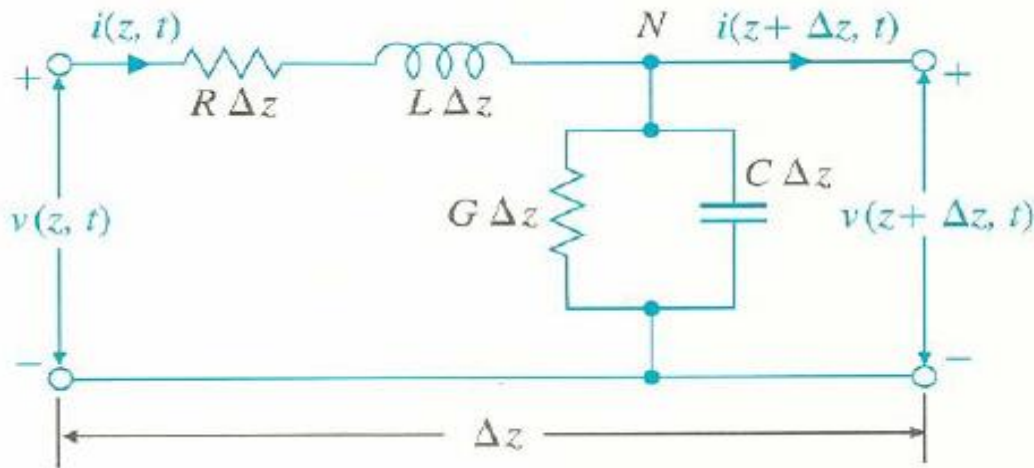 i(z, t)
N
i(z+ Δz, t)
+
+
R Δz
L Δz
C Δz
G Δz
v(z, t)
v(z+ Δz, t)
−
−
Δz